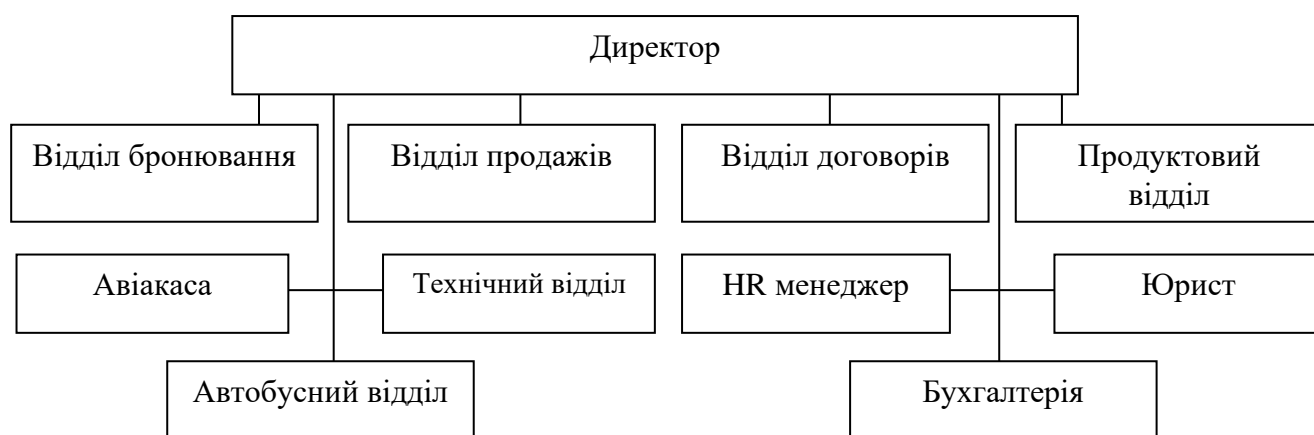 Директор
Відділ бронювання
Відділ продажів
Відділ договорів
Продуктовий
відділ
Авіакаса
Технічний відділ
HR менеджер
Юрист
Автобусний відділ
Бухгалтерія